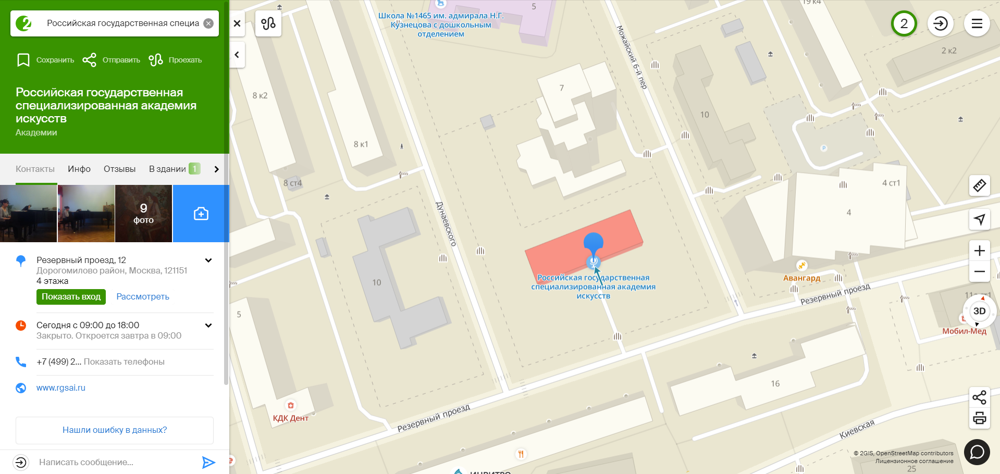 Российская государственная специа
Сохранить
Отправить
Проехать
Российская государственная
специализированная академия
искусств
Академии
Контакты
Инфо
Отзывы
В здании 1
9
фото
Резервный проезд, 12
Дорогомилово район, Москва, 121151
4 этажа
Показать вход
Рассмотреть
Сегодня с 09:00 до 18:00
Закрыто. Откроется завтра в 09:00
+7 (499) 2... Показать телефоны
www.rgsai.ru
Нашли ошибку в данных?
Написать сообщение...
Школа №1465 им. адмирала Н.Г.
Кузнецова с дошкольным
отделением
5
19 к4
2
2 к2
Можайский 6-й пер
8 к2
7
10
8 к1
P
8 ст4
4 ст1
4
Дунаевского
10
Российская государственная
специализированная академия
искусств
Авангард
Резервный проезд
5
3D
Мобил-Мед
16
КДК Дент
Резервный проезд
Киевская
© 2GIS, OpenStreetMap contributors
Лицензионное соглашение
25